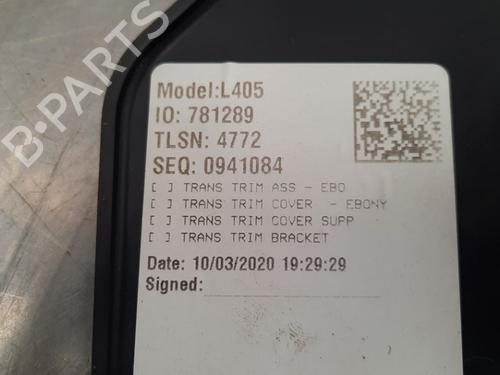 Model:L405
IO: 781289
TLSN: 4772
SEQ: 0941084
[ ] TRANS TRIM ASS - EBO
[ ] TRANS TRIM COVER - EBONY
[ ] TRANS TRIM COVER SUPP
[ ] TRANS TRIM BRACKET
Date: 10/03/2020 19:29:29
Signed:
B-PARTS